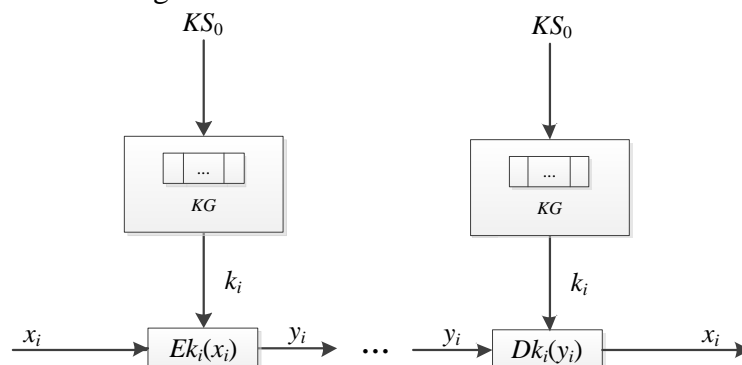 KS₀ KS₀
... ...
KG KG
kᵢ kᵢ
xᵢ Ekᵢ(xᵢ) yᵢ ... yᵢ Dkᵢ(yᵢ) xᵢ